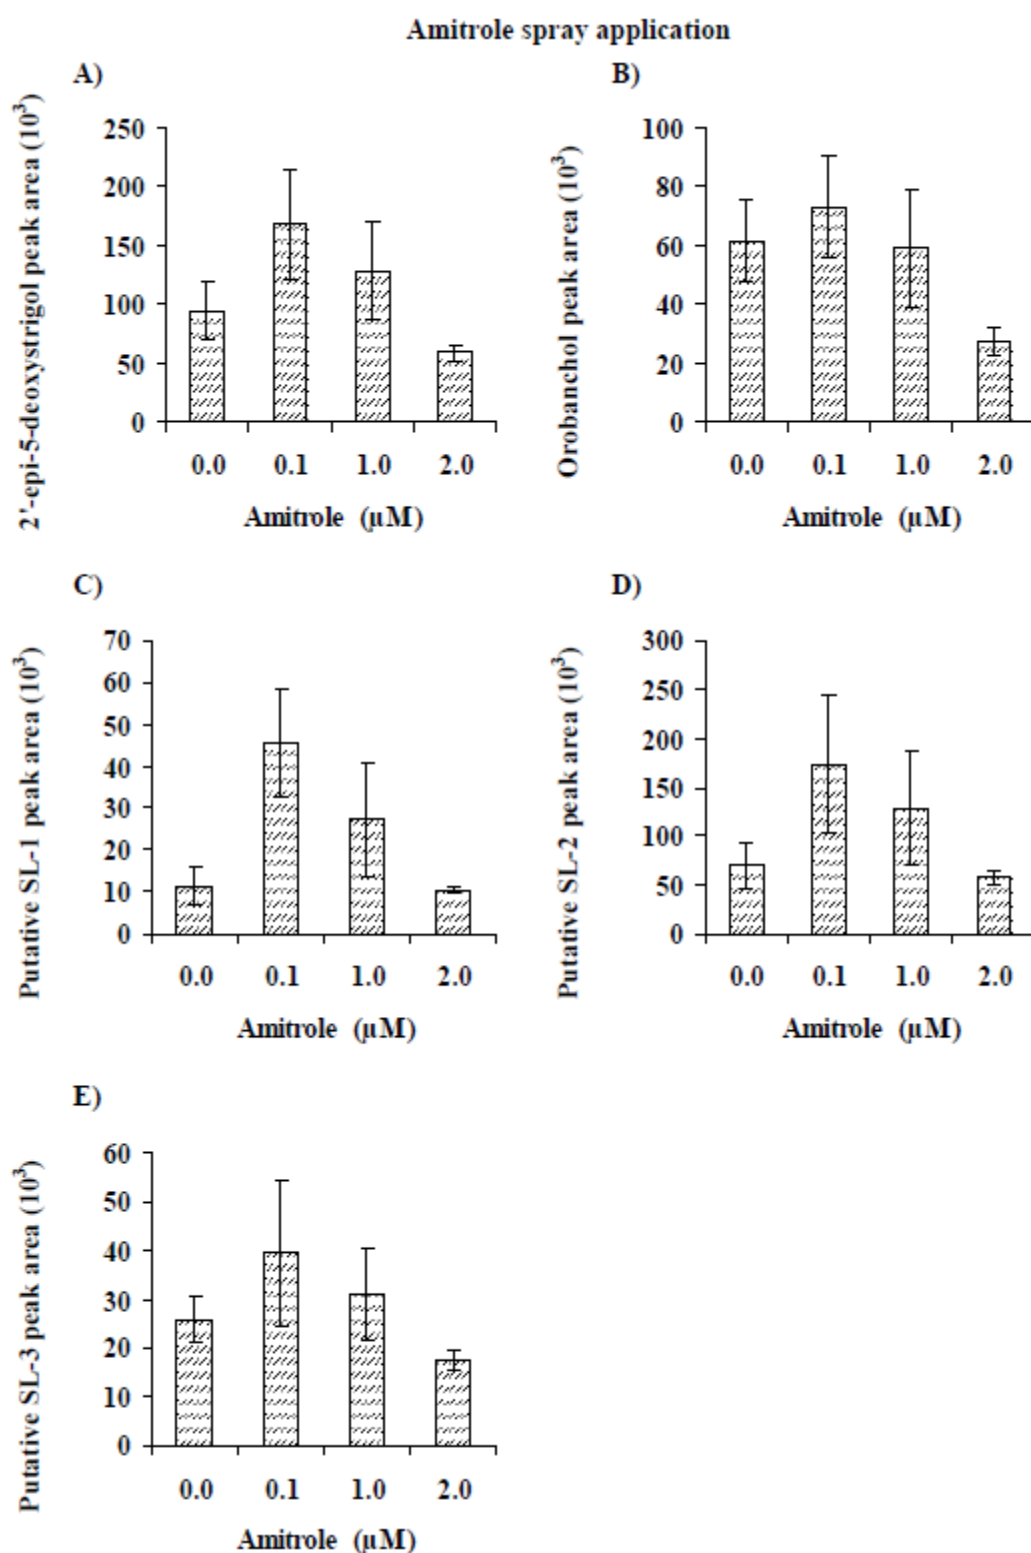 Amitrole spray application
A)
2'-epi-5-deoxystrigol peak area (10³)
250
200
150
100
50
0
0.0 0.1 1.0 2.0
Amitrole (µM)
B)
Orobanchol peak area (10³)
100
80
60
40
20
0
0.0 0.1 1.0 2.0
Amitrole (µM)
C)
Putative SL-1 peak area (10³)
70
60
50
40
30
20
10
0
0.0 0.1 1.0 2.0
Amitrole (µM)
D)
Putative SL-2 peak area (10³)
300
250
200
150
100
50
0
0.0 0.1 1.0 2.0
Amitrole (µM)
E)
Putative SL-3 peak area (10³)
60
50
40
30
20
10
0
0.0 0.1 1.0 2.0
Amitrole (µM)